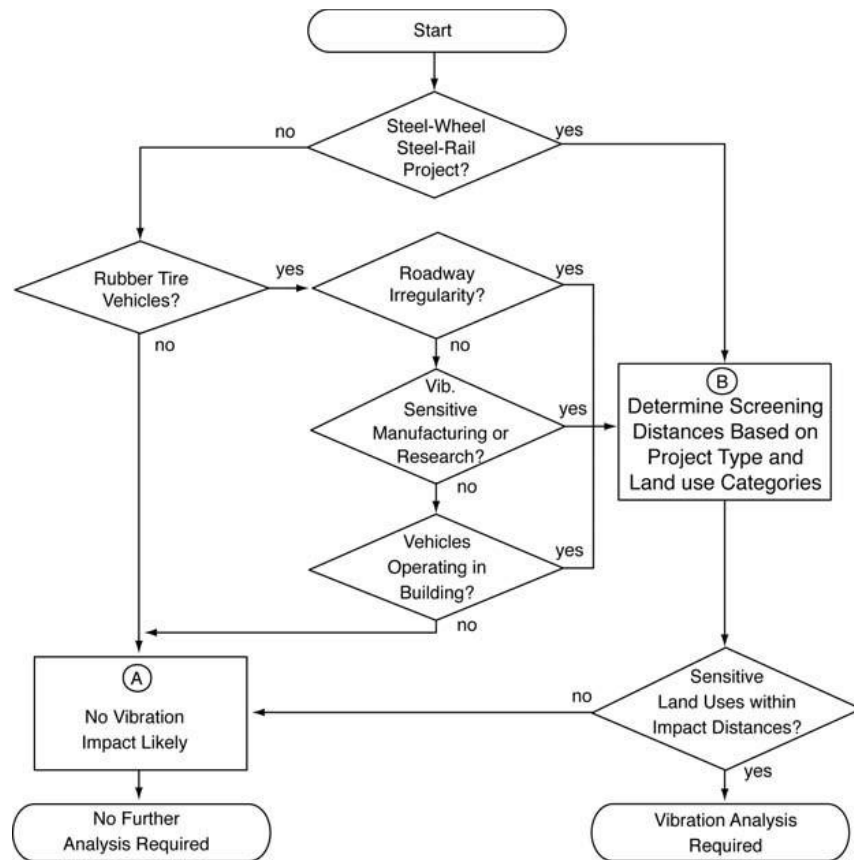 Start
Steel-Wheel
Steel-Rail
Project?
no
yes
Rubber Tire
Vehicles?
yes
no
Roadway
Irregularity?
yes
no
Vib.
Sensitive
Manufacturing or
Research?
yes
no
Vehicles
Operating in
Building?
yes
no
B
Determine Screening
Distances Based on
Project Type and
Land use Categories
Sensitive
Land Uses within
Impact Distances?
no
yes
A
No Vibration
Impact Likely
No Further
Analysis Required
Vibration Analysis
Required